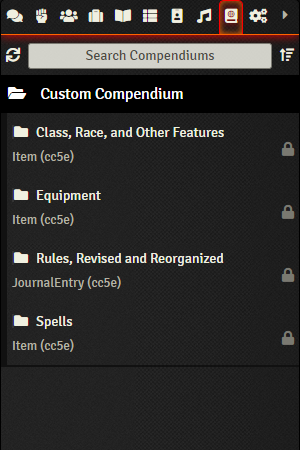 Search Compendiums
Custom Compendium
Class, Race, and Other Features
Item (cc5e)
Equipment
Item (cc5e)
Rules, Revised and Reorganized
JournalEntry (cc5e)
Spells
Item (cc5e)